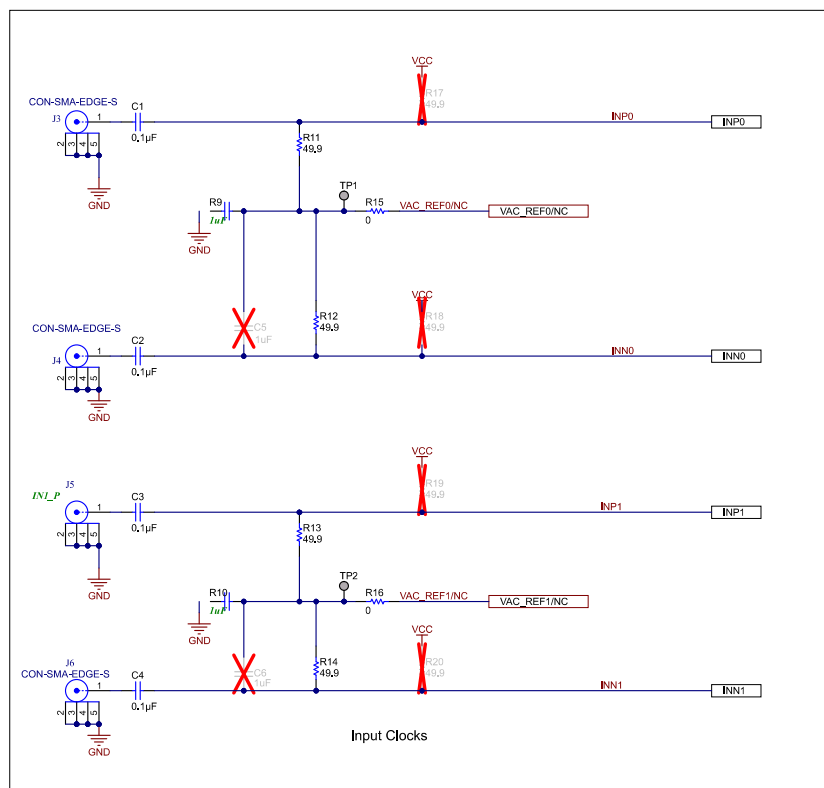 VCC
CON-SMA-EDGE-S
C1
R17
49.9
J3
1
INP0
INP0
0.1µF
2 3 4 5
R11
49.9
GND
TP1
R9
R15
1uF
VAC_REF0/NC
VAC_REF0/NC
0
GND
VCC
CON-SMA-EDGE-S
C2
C5
1uF
R12
49.9
R18
49.9
J4
1
INN0
INN0
0.1µF
2 3 4 5
GND
VCC
J5
IN1_P
C3
R19
49.9
1
INP1
INP1
0.1µF
2 3 4 5
R13
49.9
GND
TP2
R10
R16
1uF
VAC_REF1/NC
VAC_REF1/NC
0
GND
VCC
J6
CON-SMA-EDGE-S
C4
C6
1uF
R14
49.9
R20
49.9
1
INN1
INN1
0.1µF
2 3 4 5
GND
Input Clocks